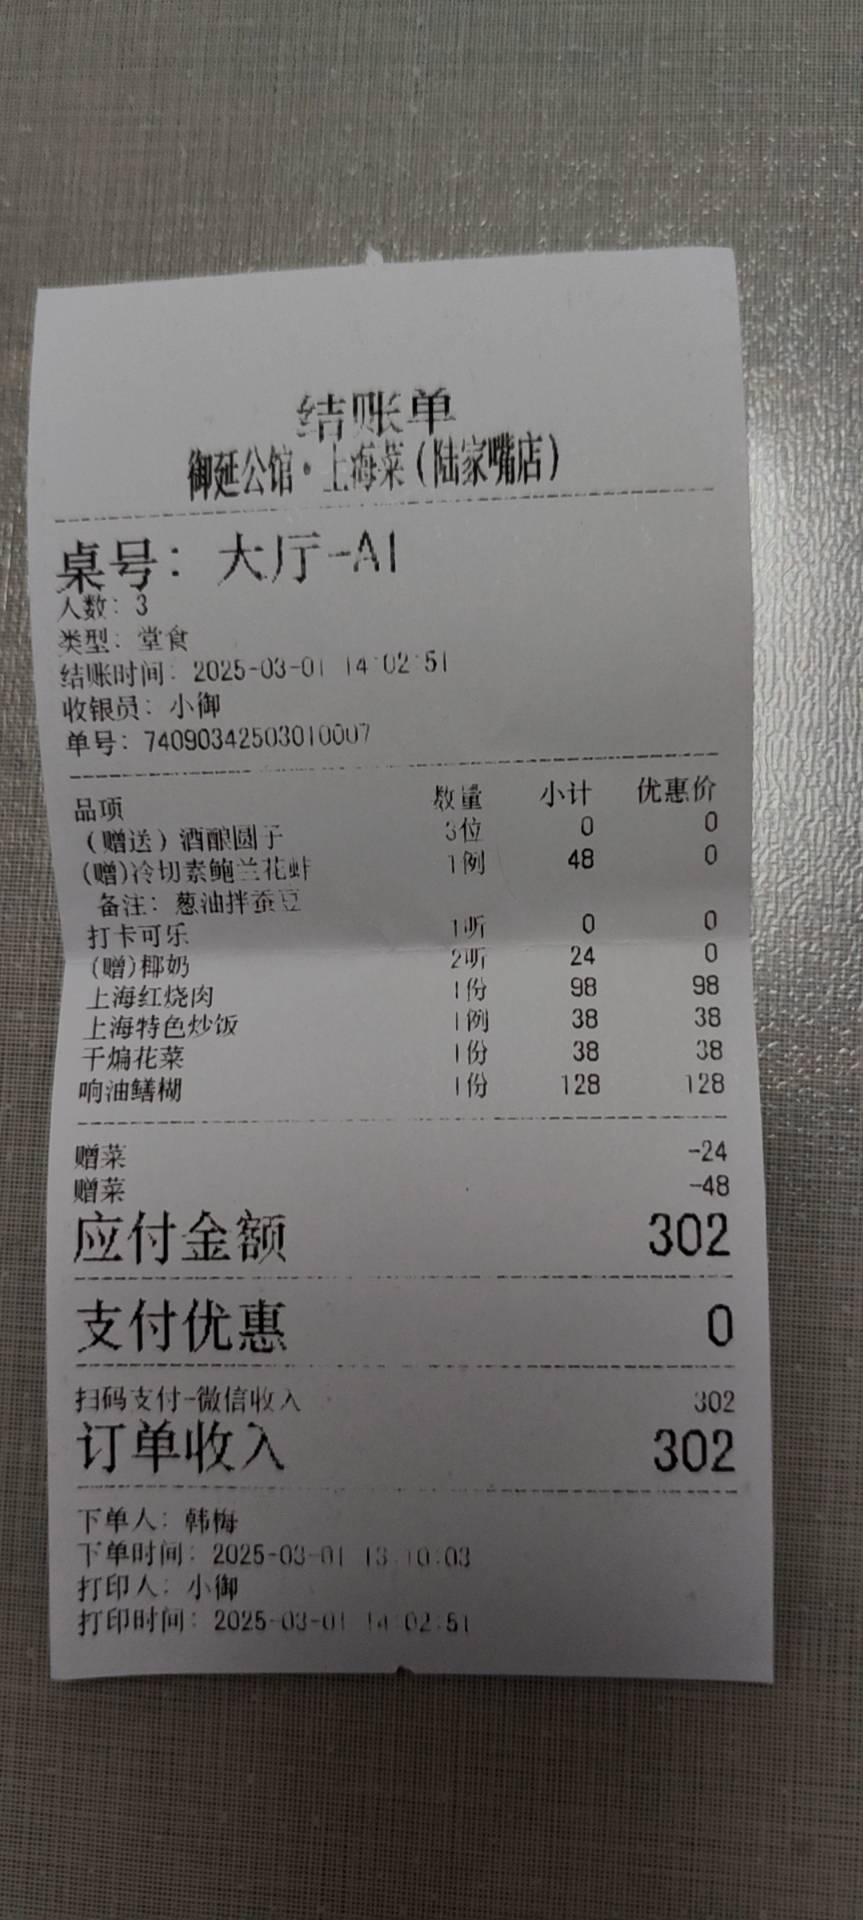 结账单
御延公馆·上海菜(陆家嘴店)
桌号: 大厅-A1
人数: 3
类型: 堂食
结账时间: 2025-03-01 14:02:51
收银员: 小御
单号: 74090342503010007
品项 数量 小计 优惠价
(赠送)酒酿圆子 3位 0 0
(赠)冷切素鲍兰花蚌 1例 48 0
备注: 葱油拌蚕豆
打卡可乐 1听 0 0
(赠)椰奶 2听 24 0
上海红烧肉 1份 98 98
上海特色炒饭 1例 38 38
干煸花菜 1份 38 38
响油鳝糊 1份 128 128
赠菜 -24
赠菜 -48
应付金额 302
支付优惠 0
扫码支付-微信收入 302
订单收入 302
下单人: 韩梅
下单时间: 2025-03-01 13:10:03
打印人: 小御
打印时间: 2025-03-01 14:02:51